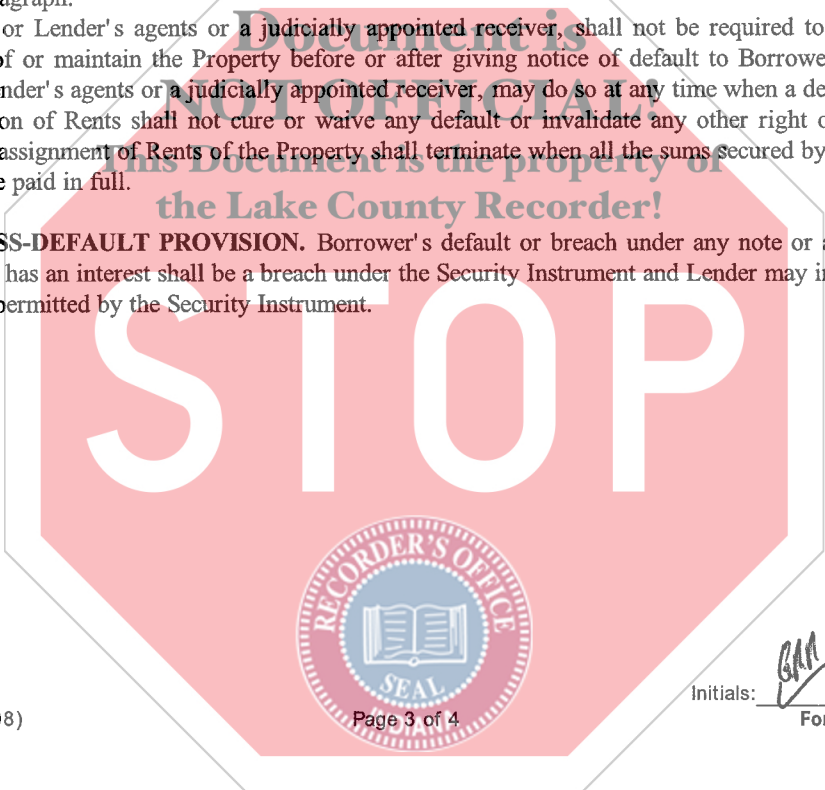 agraph.
or Lender's agents or a judicially appointed receiver, shall not be required to
of or maintain the Property before or after giving notice of default to Borrowe
nder's agents or a judicially appointed receiver, may do so at any time when a de
on of Rents shall not cure or waive any default or invalidate any other right o
assignment of Rents of the Property shall terminate when all the sums secured by
e paid in full.
Document is
NOT OFFICIAL!
This Document is the property of
the Lake County Recorder!
SS-DEFAULT PROVISION. Borrower's default or breach under any note or a
has an interest shall be a breach under the Security Instrument and Lender may in
permitted by the Security Instrument.
STOP
RECORDER'S OFFICE
SEAL
INDIANA
Initials:
08)
Page 3 of 4
For